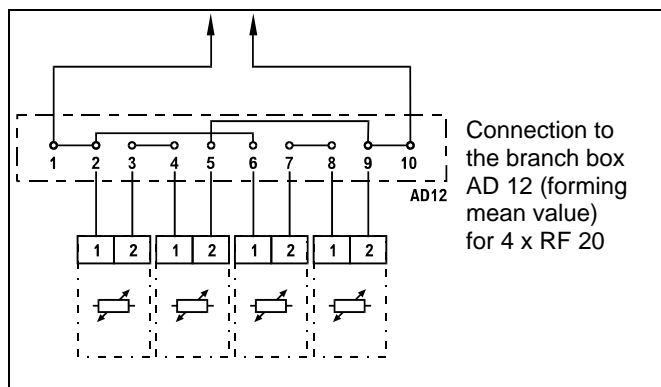 1 2 3 4 5 6 7 8 9 10
AD12
1 2 1 2 1 2 1 2
Connection to
the branch box
AD 12 (forming
mean value)
for 4 x RF 20